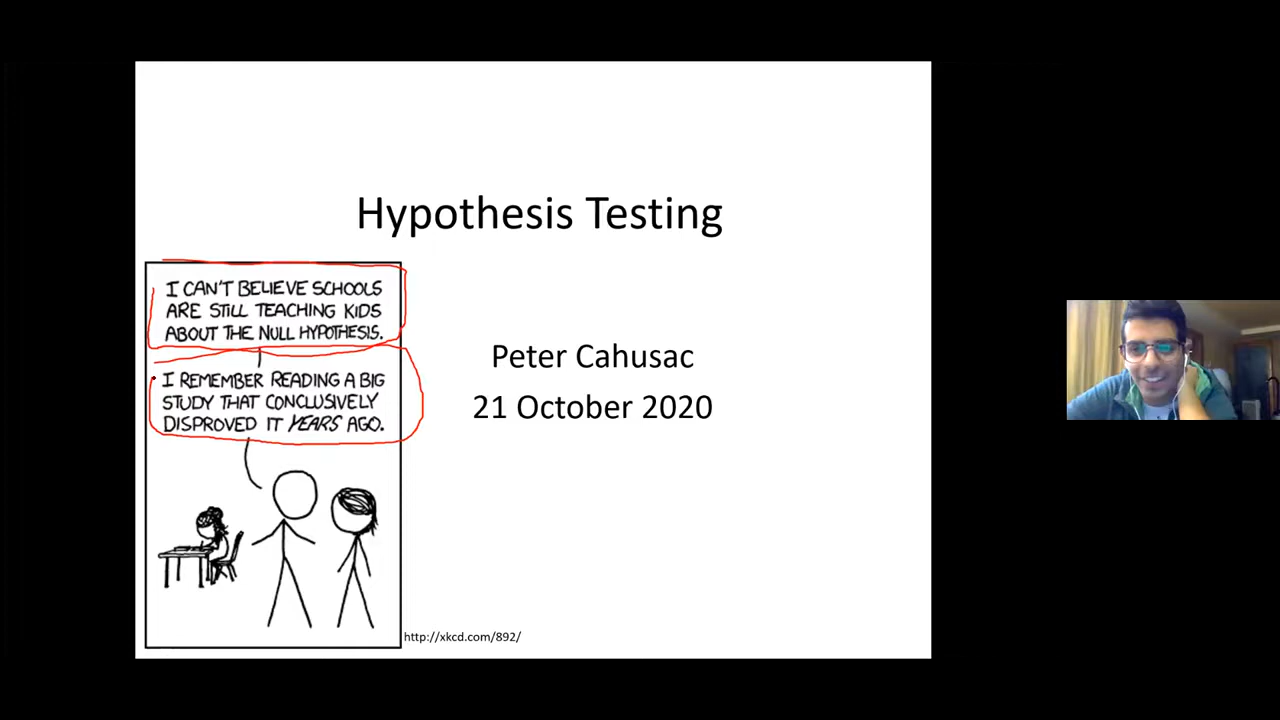 Hypothesis Testing
I CAN'T BELIEVE SCHOOLS
ARE STILL TEACHING KIDS
ABOUT THE NULL HYPOTHESIS.
I REMEMBER READING A BIG
STUDY THAT CONCLUSIVELY
DISPROVED IT YEARS AGO.
Peter Cahusac
21 October 2020
http://xkcd.com/892/